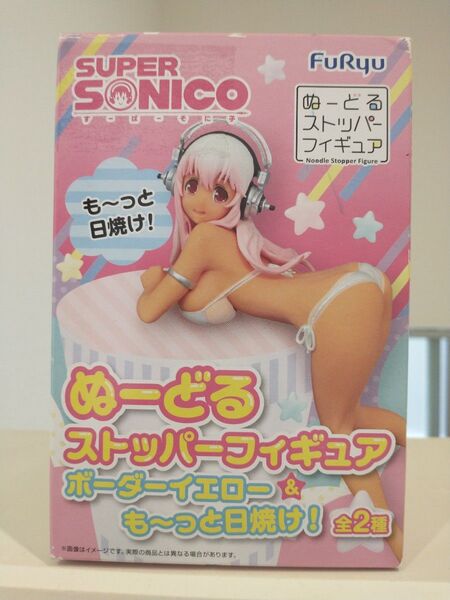 SUPER
SONICO
すーぱーそに子
FuRyu
ぬーどる
ストッパー
フィギュア
Noodle Stopper Figure
も〜っと
日焼け!
ぬーどる
ストッパーフィギュア
ボーダーイエロー &
も〜っと日焼け!
全2種
※画像はイメージです。実際の商品とは異なる場合があります。